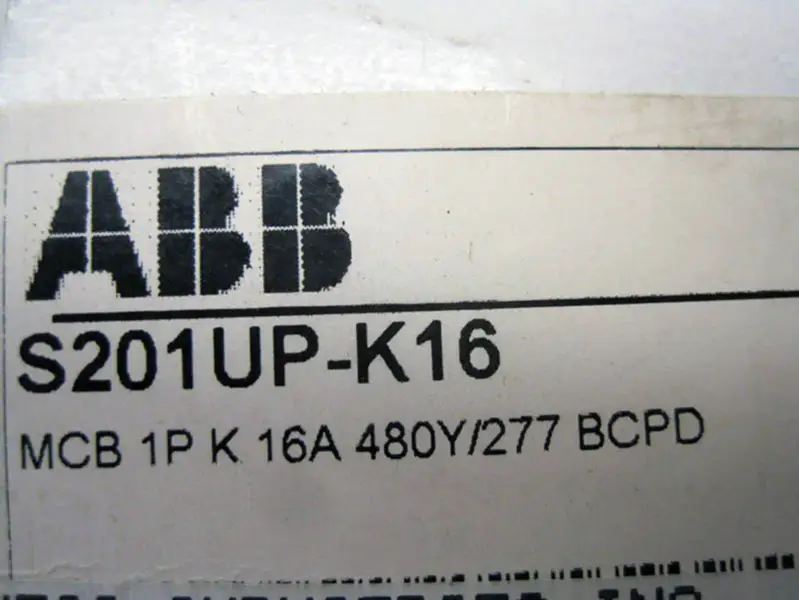 ABB
S201UP-K16
MCB 1P K 16A 480Y/277 BCPD